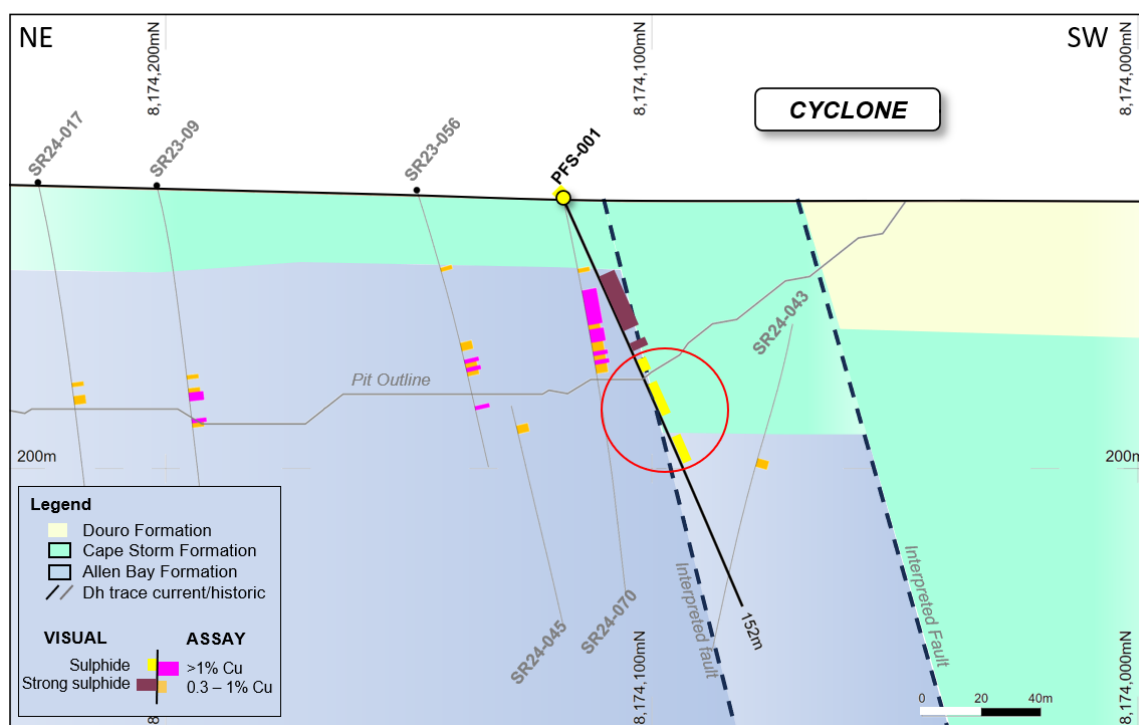 NE
SW
8,174,200mN
8,174,100mN
8,174,000mN
CYCLONE
SR24-017
SR23-09
SR23-056
PFS-001
SR24-043
Pit Outline
200m
200m
Legend
Douro Formation
Cape Storm Formation
Allen Bay Formation
Dh trace current/historic
VISUAL
ASSAY
Sulphide
>1% Cu
Strong sulphide
0.3 – 1% Cu
SR24-045
SR24-070
Interpreted fault
152m
Interpreted Fault
8,174,100mN
8,174,000mN
0 20 40m